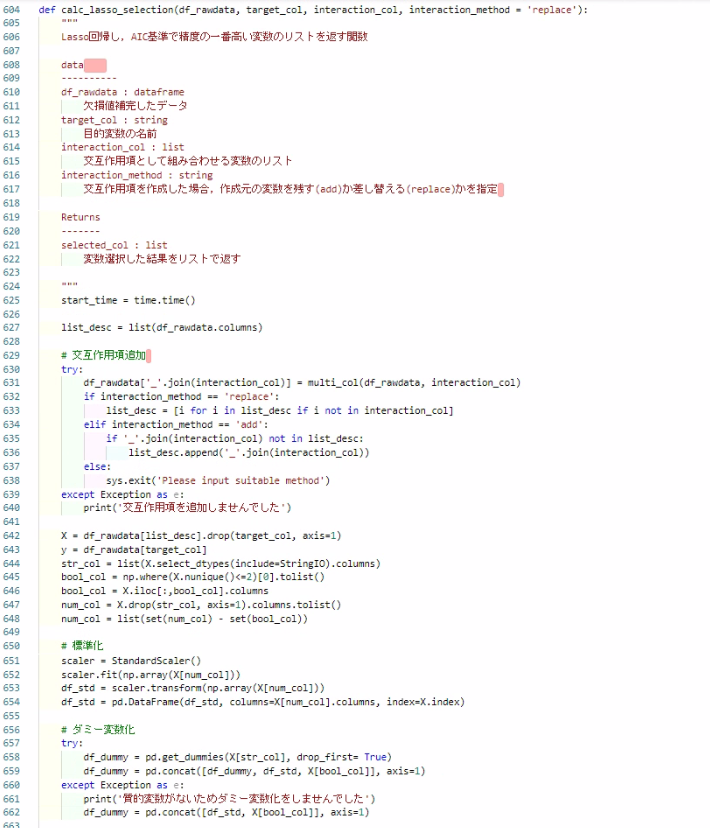 604 def calc_lasso_selection(df_rawdata, target_col, interaction_col, interaction_method = 'replace'):
605     """
606     Lasso回帰し，AIC基準で精度の一番高い変数のリストを返す関数
607
608     data
609     ----------
610     df_rawdata : dataframe
611         欠損値補完したデータ
612     target_col : string
613         目的変数の名前
614     interaction_col : list
615         交互作用項として組み合わせる変数のリスト
616     interaction_method : string
617         交互作用項を作成した場合，作成元の変数を残す(add)か差し替える(replace)かを指定
618
619     Returns
620     -------
621     selected_col : list
622         変数選択した結果をリストで返す
623
624     """
625     start_time = time.time()
626
627     list_desc = list(df_rawdata.columns)
628
629     # 交互作用項追加
630     try:
631         df_rawdata['_'.join(interaction_col)] = multi_col(df_rawdata, interaction_col)
632         if interaction_method == 'replace':
633             list_desc = [i for i in list_desc if i not in interaction_col]
634         elif interaction_method == 'add':
635             if '_'.join(interaction_col) not in list_desc:
636                 list_desc.append('_'.join(interaction_col))
637         else:
638             sys.exit('Please input suitable method')
639     except Exception as e:
640         print('交互作用項を追加しませんでした')
641
642     X = df_rawdata[list_desc].drop(target_col, axis=1)
643     y = df_rawdata[target_col]
644     str_col = list(X.select_dtypes(include=StringIO).columns)
645     bool_col = np.where(X.nunique()<=2)[0].tolist()
646     bool_col = X.iloc[:,bool_col].columns
647     num_col = X.drop(str_col, axis=1).columns.tolist()
648     num_col = list(set(num_col) - set(bool_col))
649
650     # 標準化
651     scaler = StandardScaler()
652     scaler.fit(np.array(X[num_col]))
653     df_std = scaler.transform(np.array(X[num_col]))
654     df_std = pd.DataFrame(df_std, columns=X[num_col].columns, index=X.index)
655
656     # ダミー変数化
657     try:
658         df_dummy = pd.get_dummies(X[str_col], drop_first= True)
659         df_dummy = pd.concat([df_dummy, df_std, X[bool_col]], axis=1)
660     except Exception as e:
661         print('質的変数がないためダミー変数化をしませんでした')
662         df_dummy = pd.concat([df_std, X[bool_col]], axis=1)
663